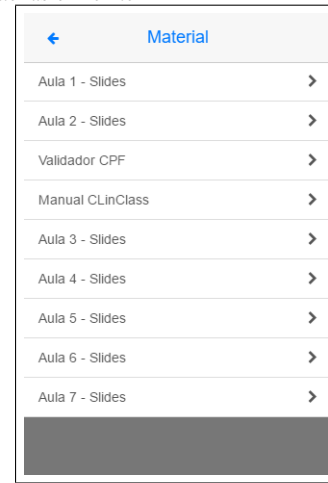 Material
Aula 1 - Slides
Aula 2 - Slides
Validador CPF
Manual CLinClass
Aula 3 - Slides
Aula 4 - Slides
Aula 5 - Slides
Aula 6 - Slides
Aula 7 - Slides